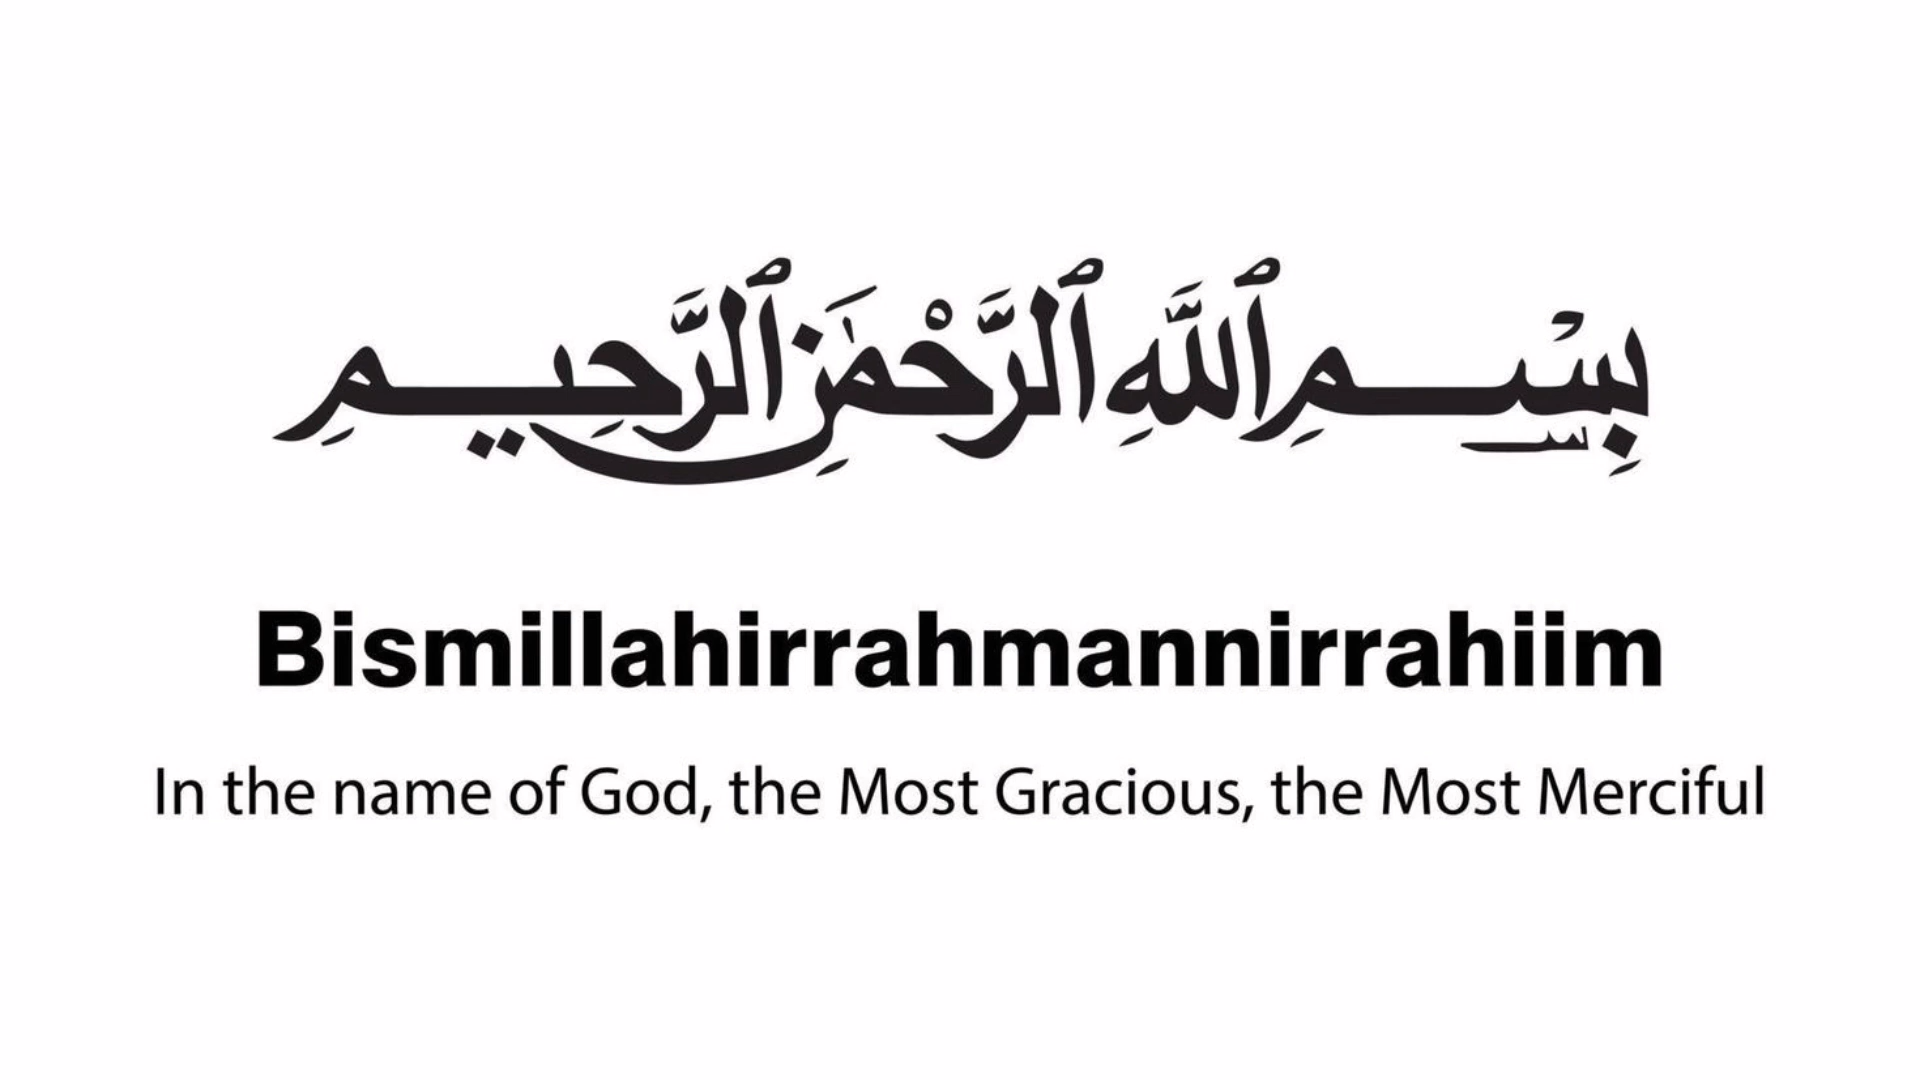 بِسْمِ ٱللَّهِ ٱلرَّحْمَٰنِ ٱلرَّحِيمِ
Bismillahirrahmannirrahiim
In the name of God, the Most Gracious, the Most Merciful